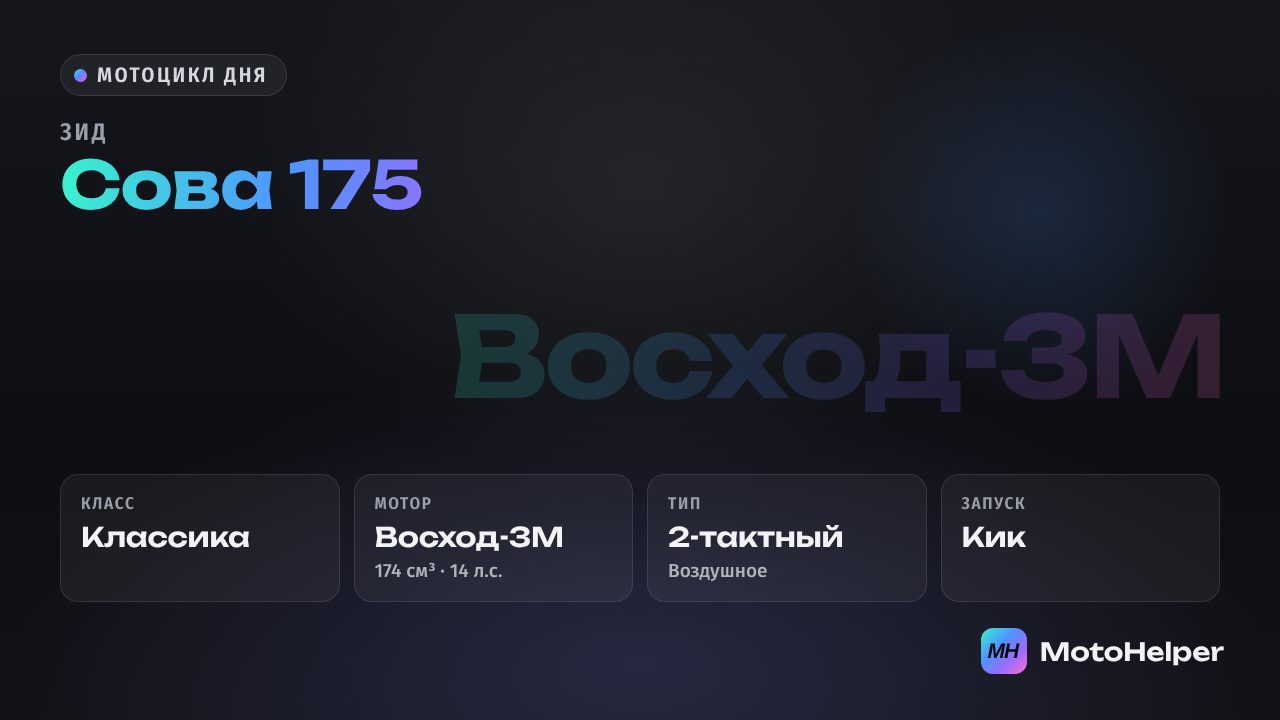 МОТОЦИКЛ ДНЯ
ЗИД
Сова 175
Восход-3М
КЛАСС
Классика
МОТОР
Восход-3М
174 см³ · 14 л.с.
ТИП
2-тактный
Воздушное
ЗАПУСК
Кик
MH MotoHelper